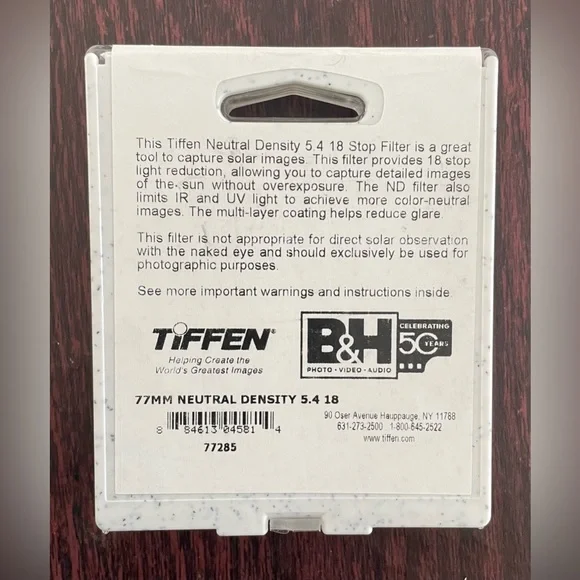 This Tiffen Neutral Density 5.4 18 Stop Filter is a great
tool to capture solar images. This filter provides 18 stop
light reduction, allowing you to capture detailed images
of the sun without overexposure. The ND filter also
limits IR and UV light to achieve more color-neutral
images. The multi-layer coating helps reduce glare.
This filter is not appropriate for direct solar observation
with the naked eye and should exclusively be used for
photographic purposes.
See more important warnings and instructions inside.
TIFFEN®
Helping Create the
World's Greatest Images
B&H
PHOTO · VIDEO · AUDIO
CELEBRATING
50 YEARS
77MM NEUTRAL DENSITY 5.4 18
8 84613 04581 4
77285
90 Oser Avenue Hauppauge, NY 11788
631-273-2500 1-800-645-2522
www.tiffen.com